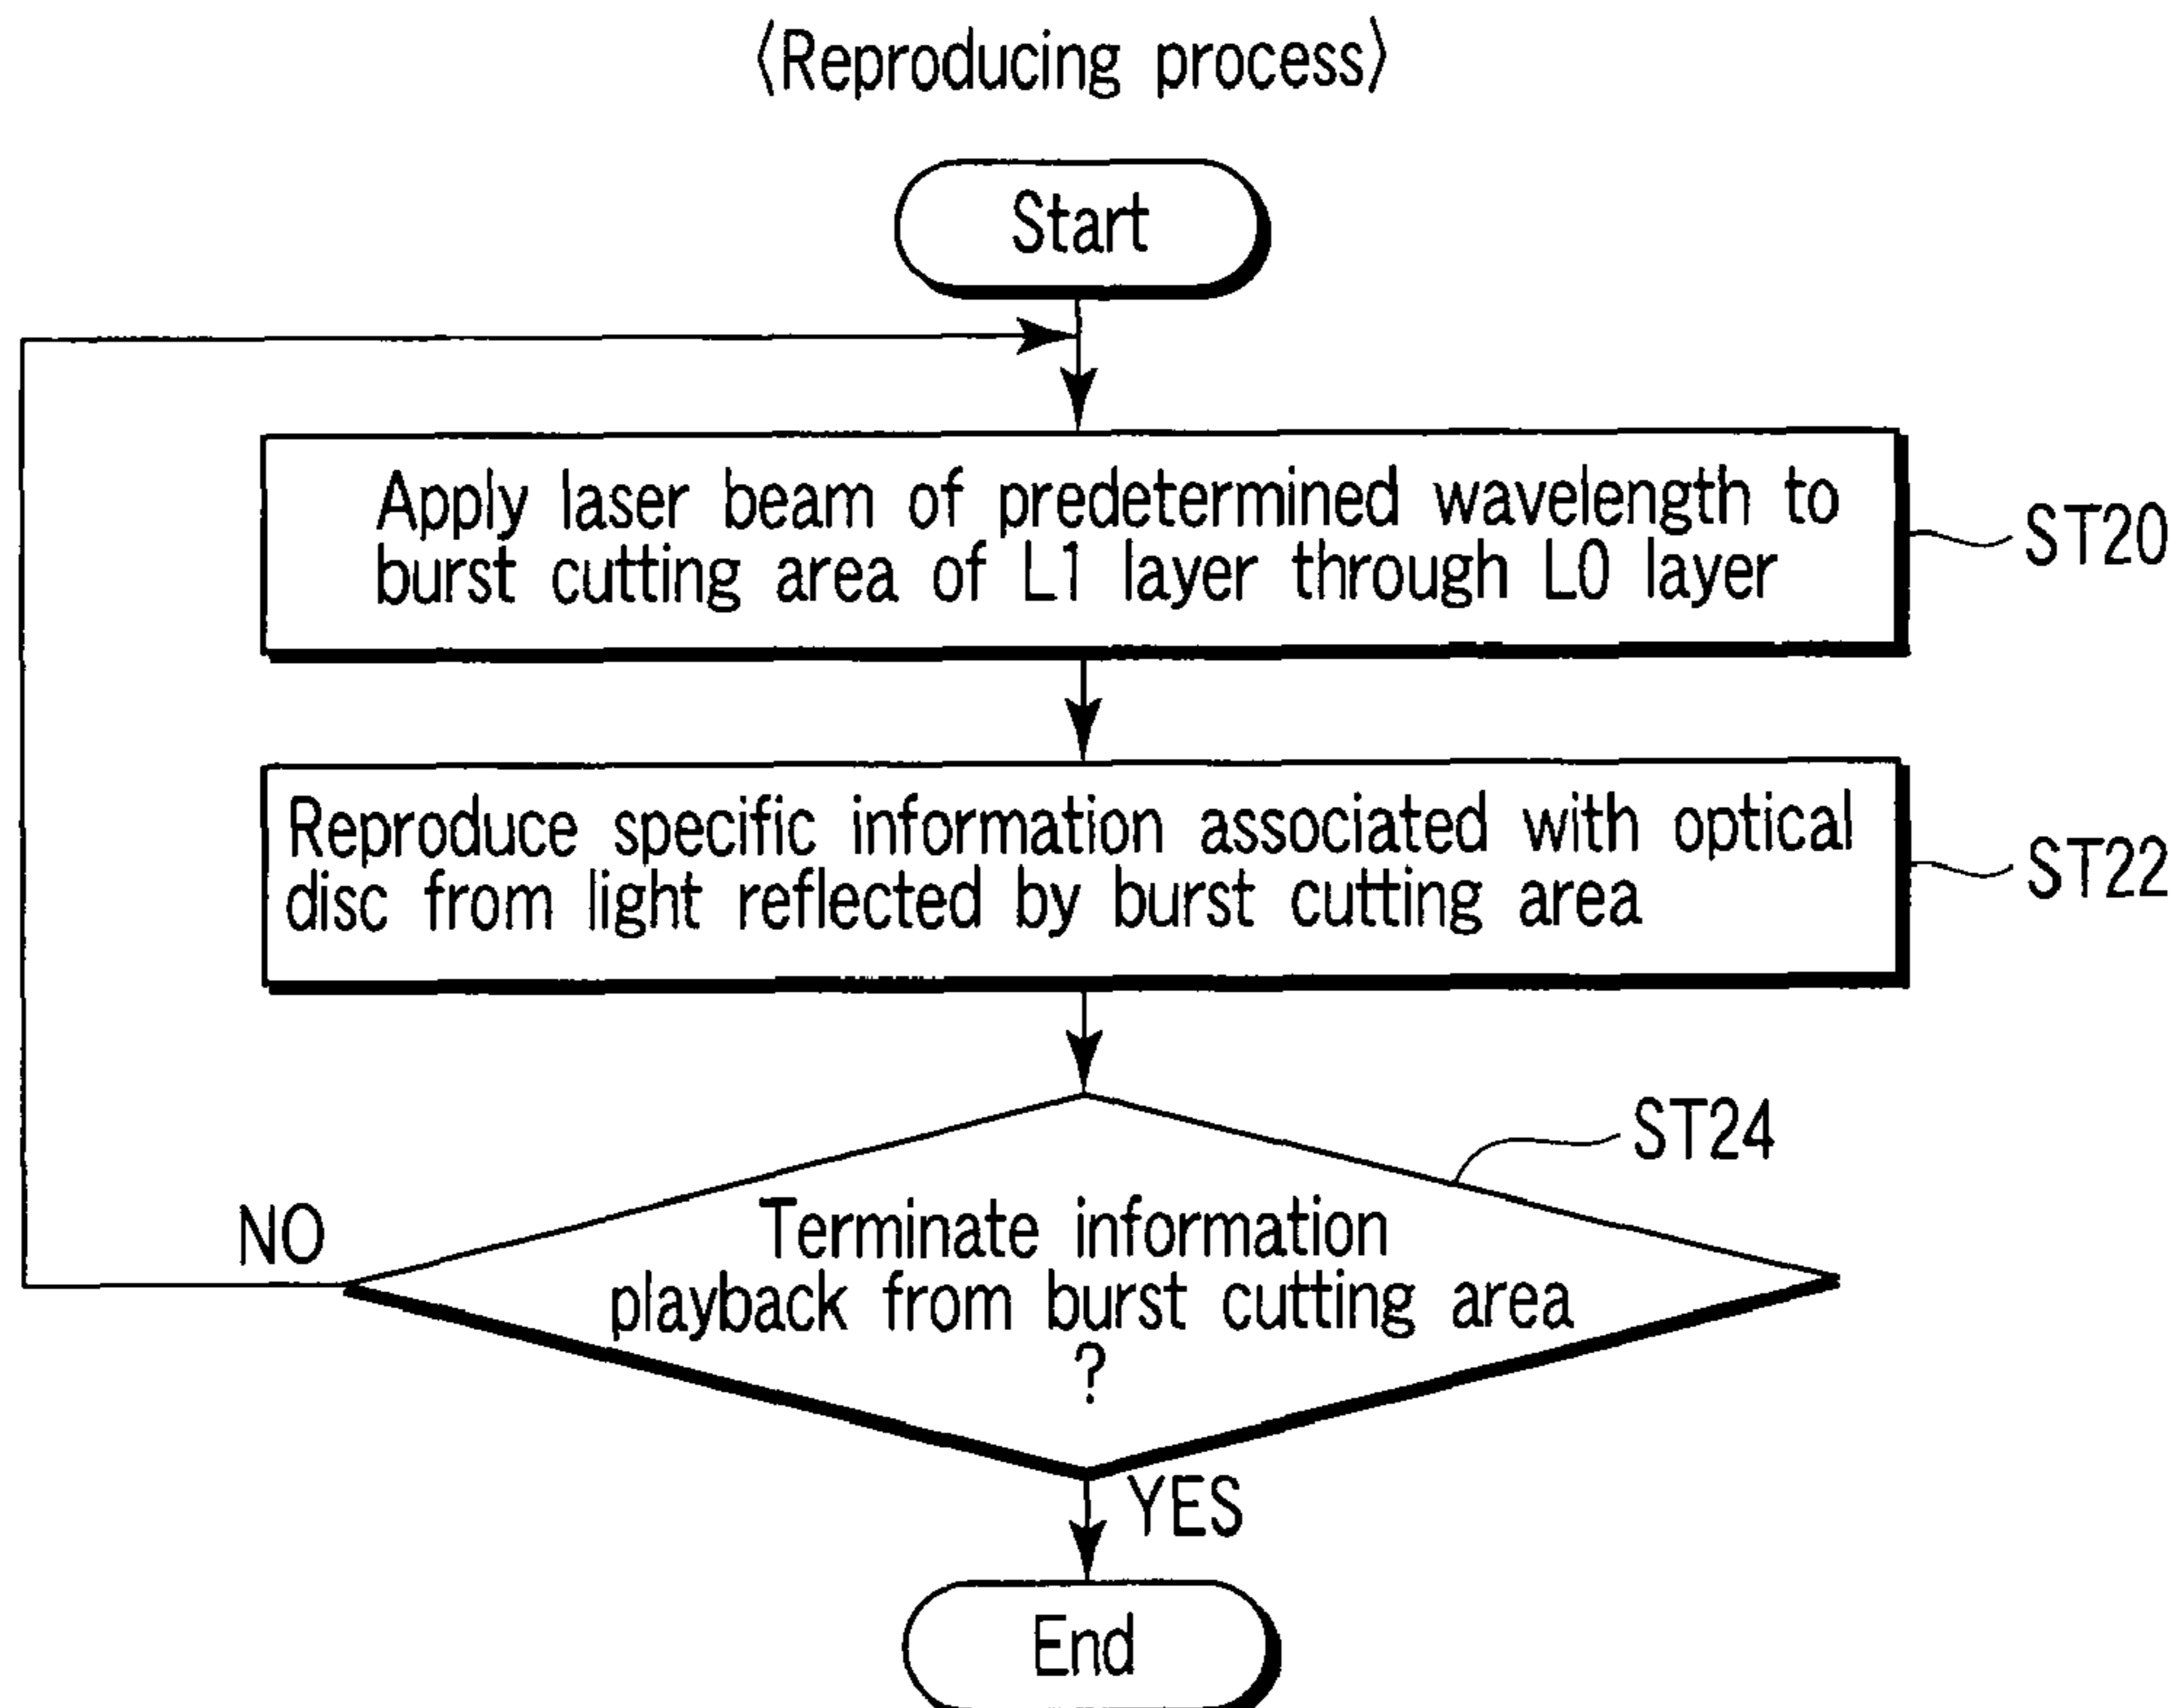 〈Reproducing process〉
Start
Apply laser beam of predetermined wavelength to
burst cutting area of L1 layer through L0 layer
ST20
Reproduce specific information associated with optical
disc from light reflected by burst cutting area
ST22
ST24
Terminate information
playback from burst cutting area
?
NO
YES
End